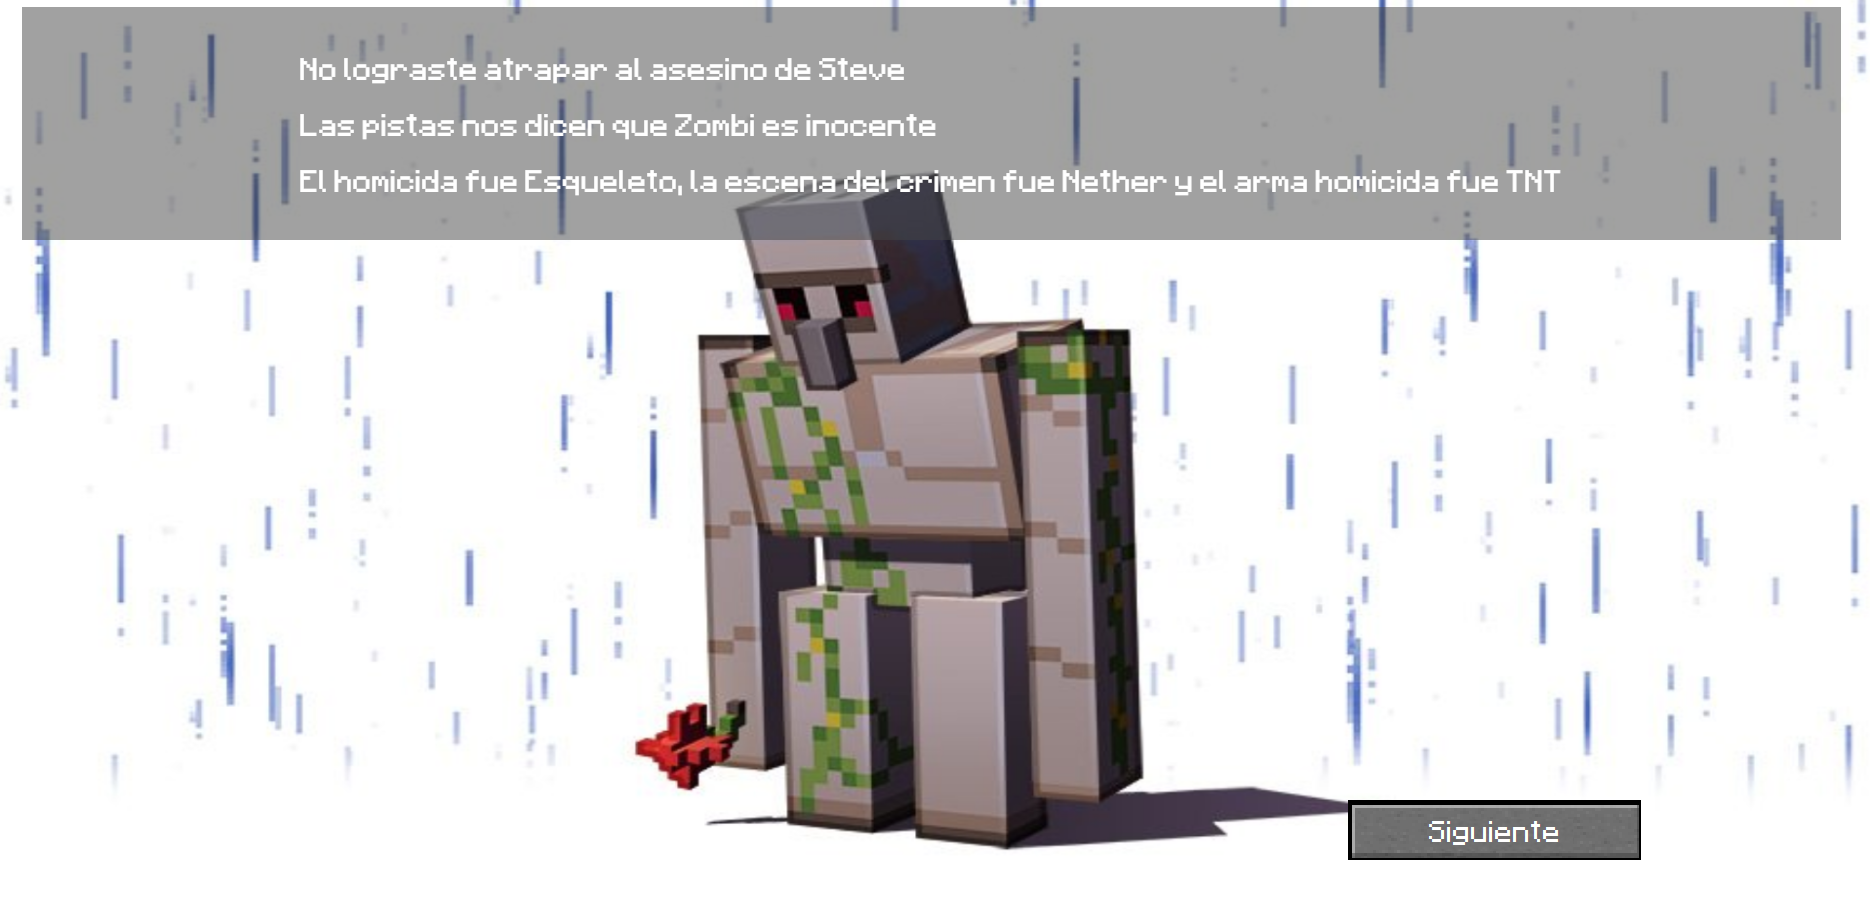 No lograste atrapar al asesino de Steve
Las pistas nos dicen que Zombi es inocente
El homicida fue Esqueleto, la escena del crimen fue Nether y el arma homicida fue TNT
Siguiente